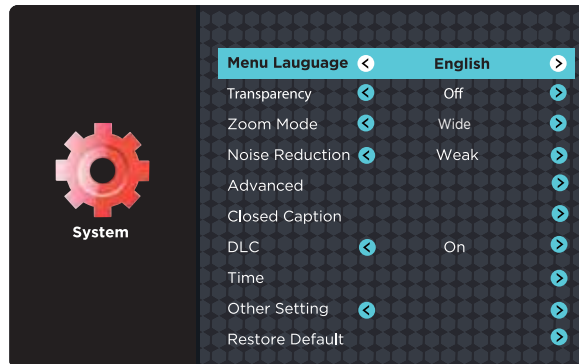 Menu Lauguage English
Transparency Off
Zoom Mode Wide
Noise Reduction Weak
Advanced
Closed Caption
System
DLC On
Time
Other Setting
Restore Default